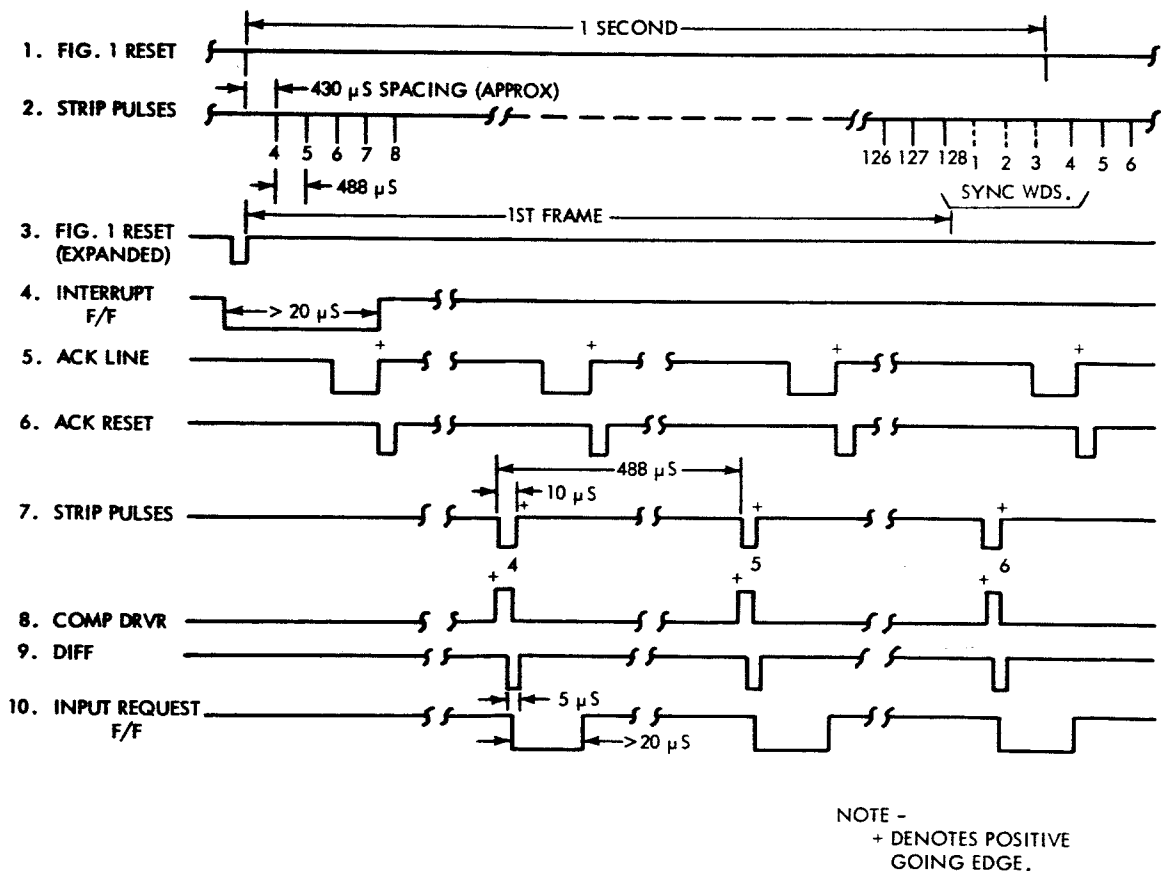 1 SECOND
1. FIG. 1 RESET
430 µS SPACING (APPROX)
2. STRIP PULSES
4 5 6 7 8
126 127 128 1 2 3 4 5 6
488 µS
SYNC WDS.
1ST FRAME
3. FIG. 1 RESET
(EXPANDED)
4. INTERRUPT
F/F
> 20 µS
+ + + +
5. ACK LINE
6. ACK RESET
488 µS
10 µS
7. STRIP PULSES
+ + +
4 5 6
+ + +
8. COMP DRVR
9. DIFF
5 µS
10. INPUT REQUEST
F/F
>20 µS
NOTE -
+ DENOTES POSITIVE
GOING EDGE.